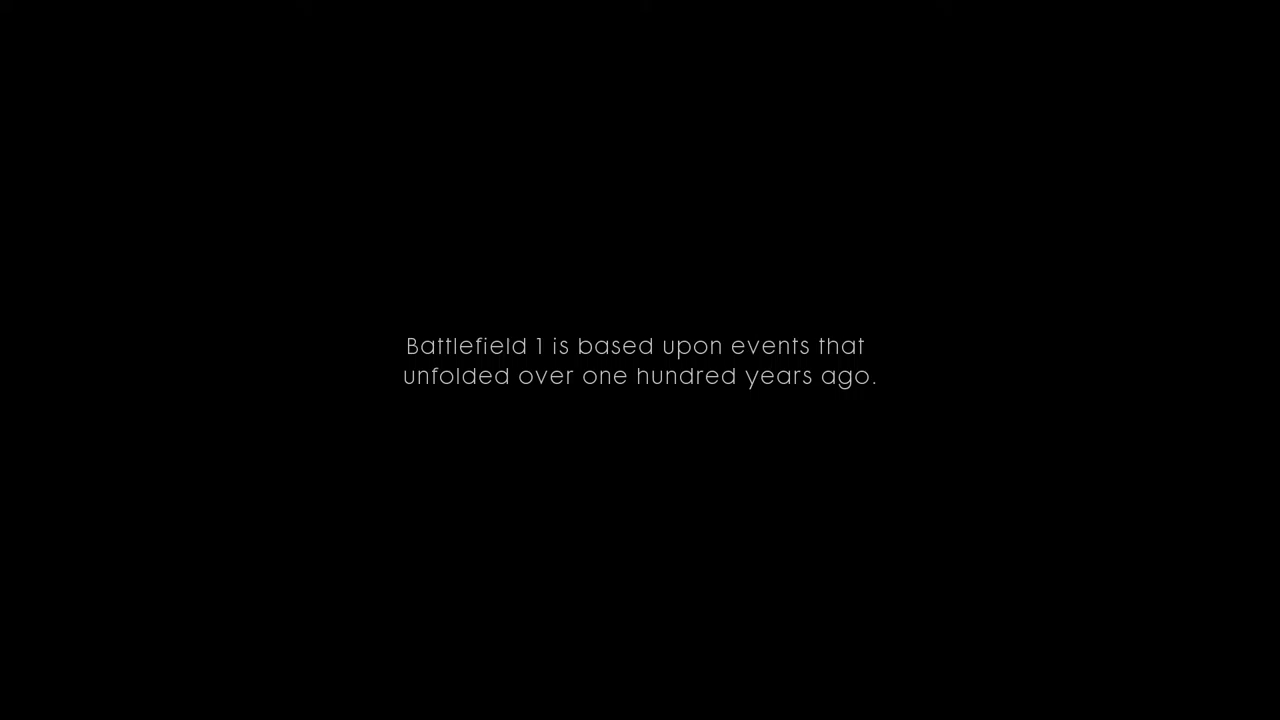 Battlefield 1 is based upon events that
unfolded over one hundred years ago.